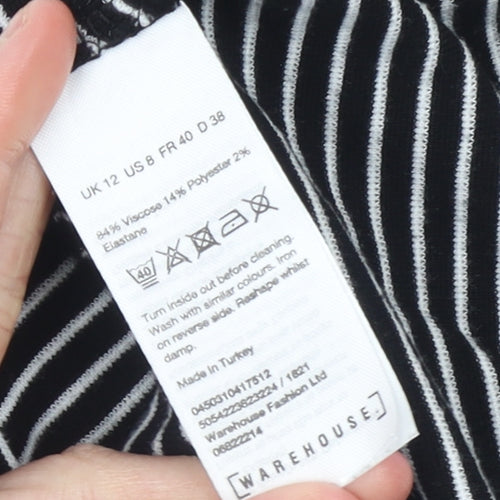 UK 12 US 8 FR 40 D 38
84% Viscose 14% Polyester 2%
Elastane
40
Turn inside out before cleaning.
Wash with similar colours. Iron
on reverse side. Reshape whilst
damp.
Made in Turkey
0450310417512
5054223823224 / 1821
Warehouse Fashion Ltd
06822214
WAREHOUSE.